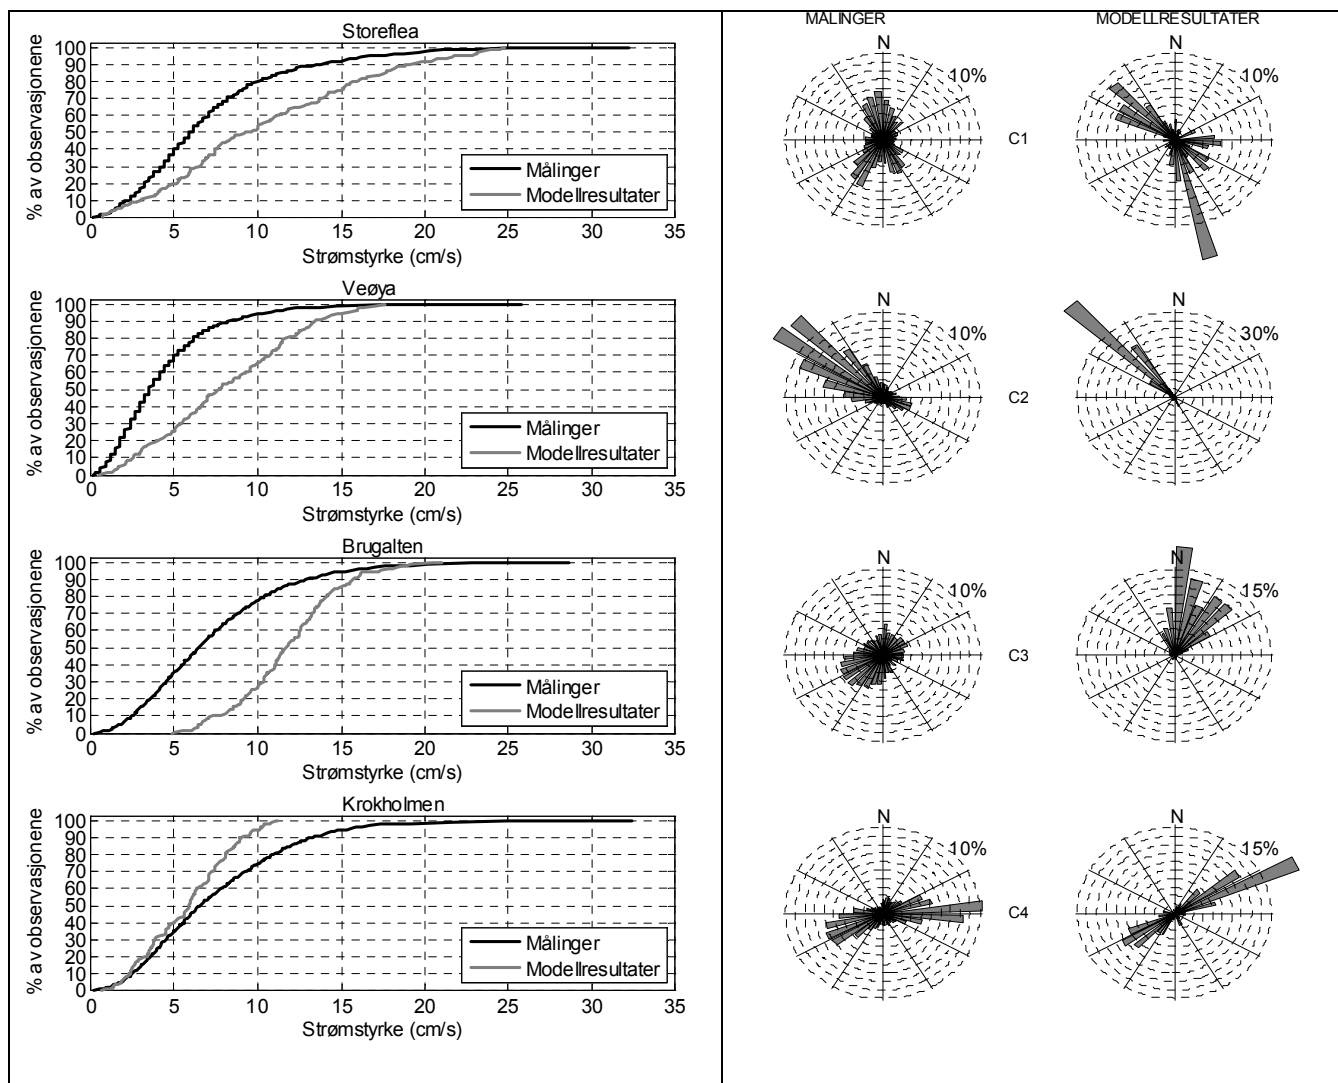 Storeflea
% av observasjonene
100
90
80
70
60
50
40
30
20
10
0
0 5 10 15 20 25 30 35
Målinger
Modellresultater
Strømstyrke (cm/s)
Veøya
% av observasjonene
100
90
80
70
60
50
40
30
20
10
0
0 5 10 15 20 25 30 35
Målinger
Modellresultater
Strømstyrke (cm/s)
Brugalten
% av observasjonene
100
90
80
70
60
50
40
30
20
10
0
0 5 10 15 20 25 30 35
Målinger
Modellresultater
Strømstyrke (cm/s)
Krokholmen
% av observasjonene
100
90
80
70
60
50
40
30
20
10
0
0 5 10 15 20 25 30 35
Målinger
Modellresultater
Strømstyrke (cm/s)
MÅLINGER MODELLRESULTATER
N N
10% 10%
C1
N N
10% 30%
C2
N N
10% 15%
C3
N N
10% 15%
C4